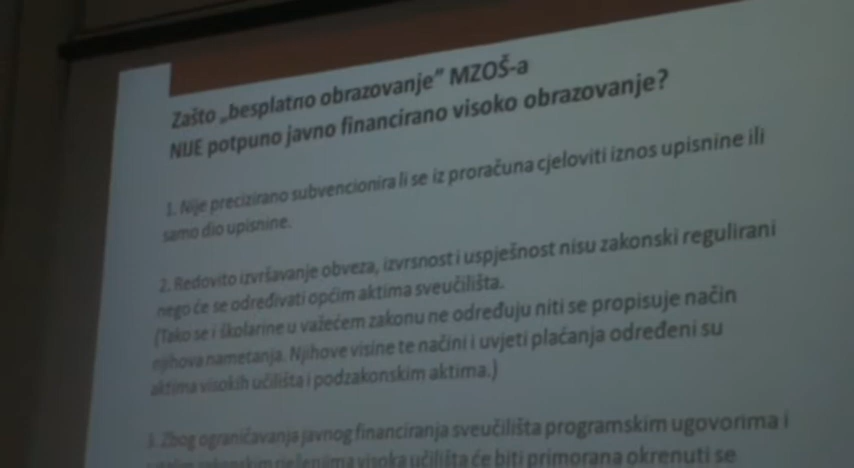 Zašto „besplatno obrazovanje” MZOŠ-a
NIJE potpuno javno financirano visoko obrazovanje?
1. Nije precizirano subvencionira li se iz proračuna cjeloviti iznos upisnine ili
samo dio upisnine.
2. Redovito izvršavanje obveza, izvrsnost i uspješnost nisu zakonski regulirani
nego će se određivati općim aktima sveučilišta.
(Tako se i školarine u važećem zakonu ne određuju niti se propisuje način
njihova nametanja. Njihove visine te načini i uvjeti plaćanja određeni su
aktima visokih učilišta i podzakonskim aktima.)
3. Zbog ograničavanja javnog financiranja sveučilišta programskim ugovorima i
zakonskim rješenjima visoka učilišta će biti primorana okrenuti se